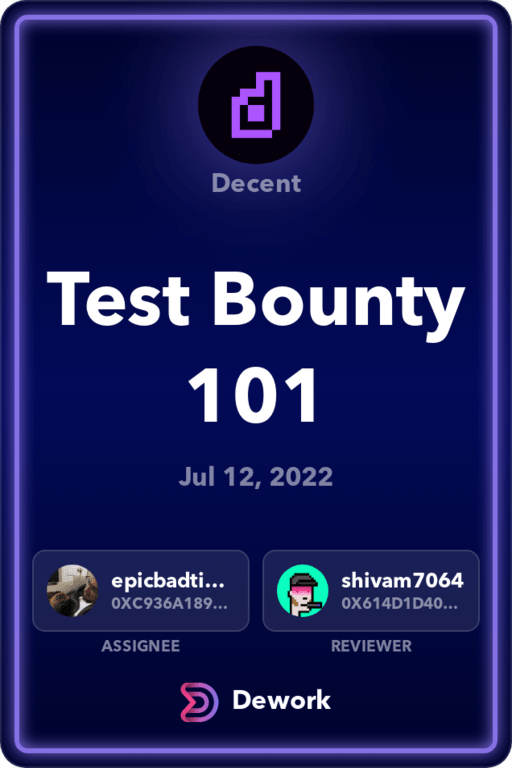 Decent
Test Bounty
101
Jul 12, 2022
epicbadti...
0XC936A189...
ASSIGNEE
shivam7064
0X614D1D40...
REVIEWER
Dework